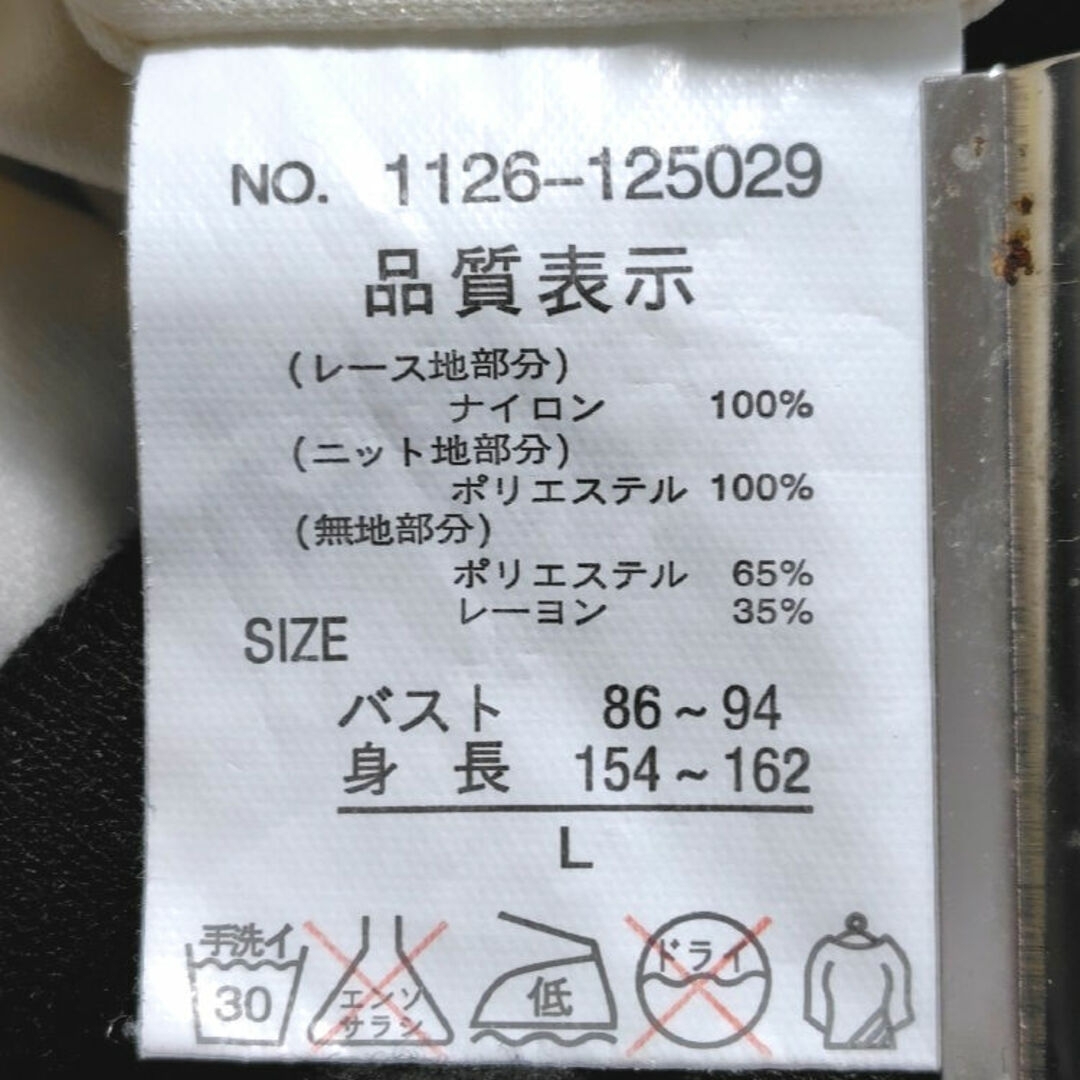 NO. 1126-125029
品質表示
(レース地部分)
ナイロン 100%
(ニット地部分)
ポリエステル 100%
(無地部分)
ポリエステル 65%
レーヨン 35%
SIZE
バスト 86~94
身長 154~162
L
手洗イ
30
エンソ
サラシ
低
ドライ